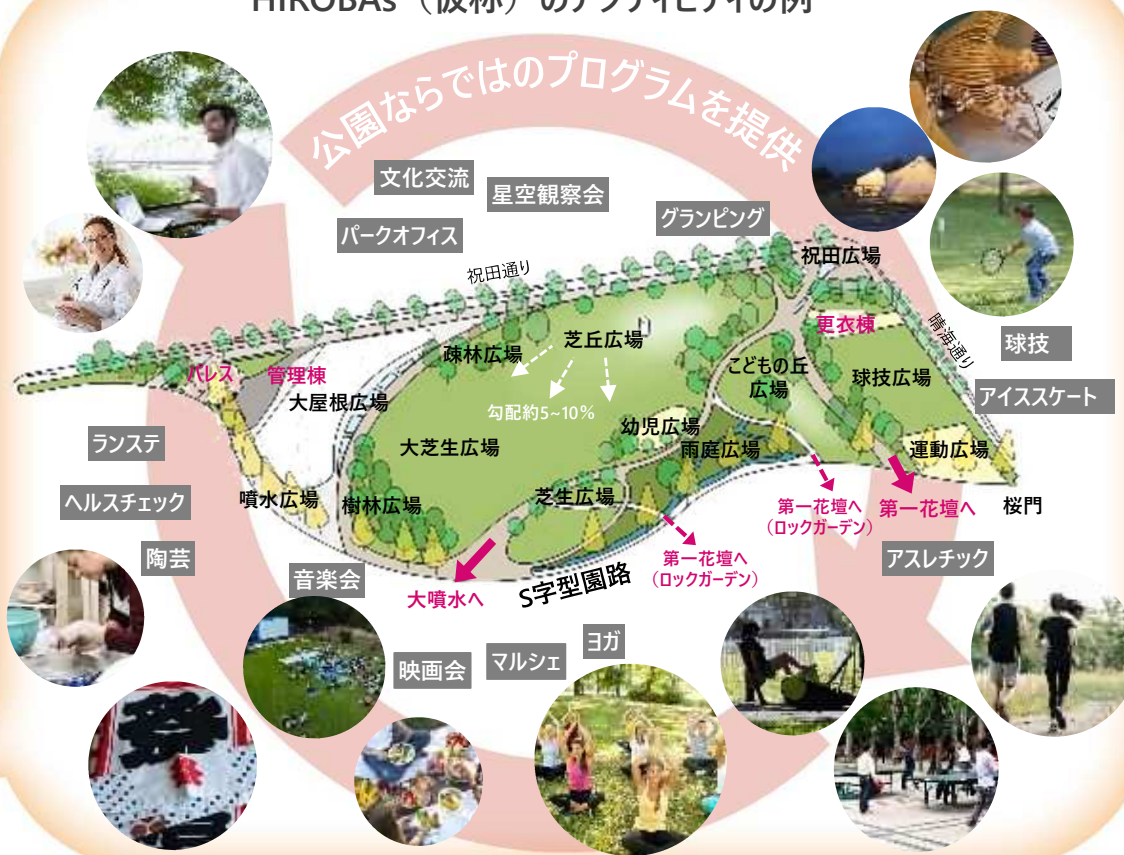 HIROBAs（仮称）のアクティビティの例
公園ならではのプログラムを提供
文化交流
星空観察会
グランピング
パークオフィス
祝田通り
祝田広場
晴海通り
更衣棟
球技
疎林広場
芝丘広場
こどもの丘
広場
球技広場
パレス
管理棟
大屋根広場
アイススケート
勾配約5~10%
幼児広場
大芝生広場
雨庭広場
運動広場
ランステ
ヘルスチェック
噴水広場
樹林広場
芝生広場
第一花壇へ
（ロックガーデン）
第一花壇へ
桜門
陶芸
音楽会
大噴水へ
S字型園路
第一花壇へ
（ロックガーデン）
アスレチック
映画会
マルシェ
ヨガ